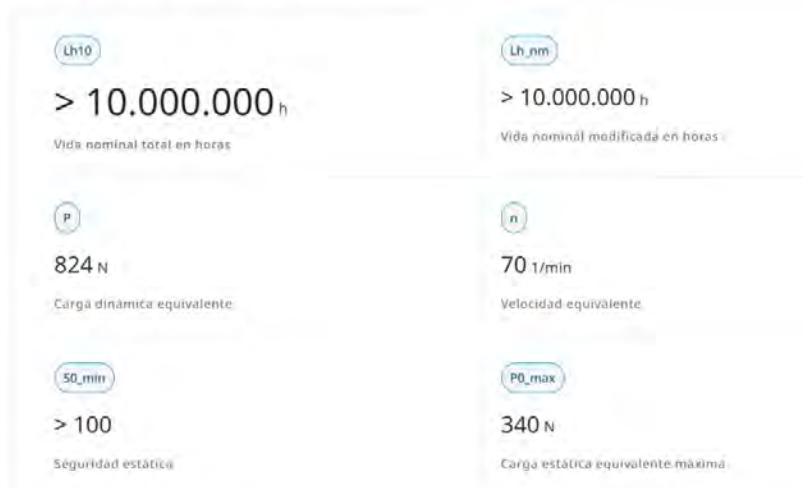 Lh10
> 10.000.000 h
Vida nominal total en horas
Lh_nm
> 10.000.000 h
Vida nominal modificada en horas
P
824 N
Carga dinámica equivalente
n
70 1/min
Velocidad equivalente
S0_min
> 100
Seguridad estática
P0_max
340 N
Carga estática equivalente máxima